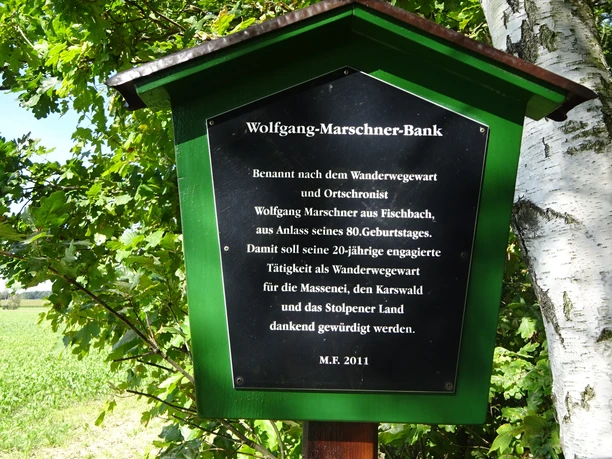 Wolfgang-Marschner-Bank
Benannt nach dem Wanderwegewart
und Ortschronist
Wolfgang Marschner aus Fischbach,
aus Anlass seines 80.Geburtstages.
Damit soll seine 20-jährige engagierte
Tätigkeit als Wanderwegewart
für die Massenei, den Karswald
und das Stolpener Land
dankend gewürdigt werden.
M.F. 2011